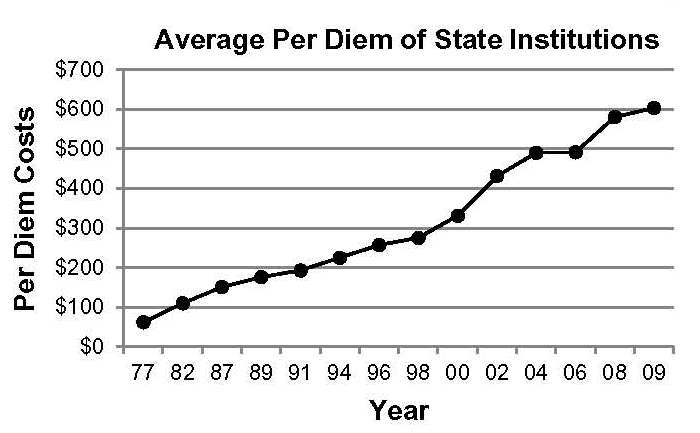 Average Per Diem of State Institutions
$700
$600
$500
$400
$300
$200
$100
$0
Per Diem Costs
77 82 87 89 91 94 96 98 00 02 04 06 08 09
Year